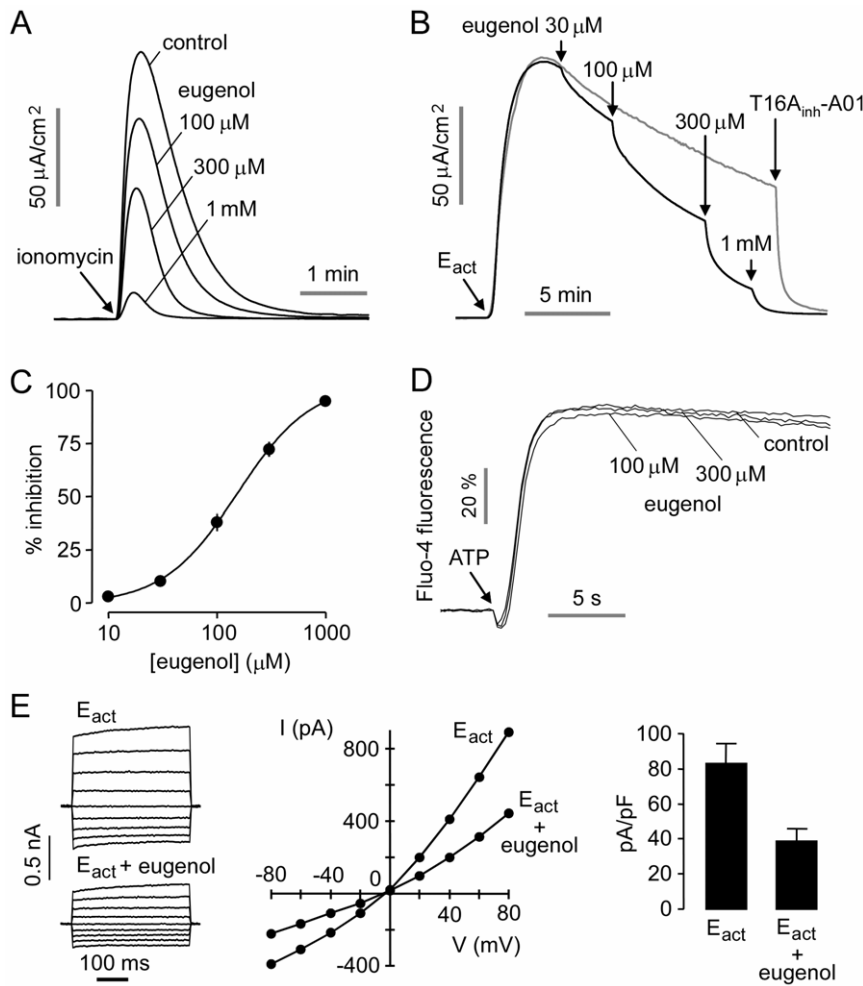 A
control
eugenol
100 µM
300 µM
1 mM
50 µA/cm²
ionomycin
1 min
B
eugenol 30 µM
100 µM
300 µM
T16Ainh-A01
1 mM
50 µA/cm²
Eact
5 min
C
% inhibition
100
75
50
25
0
10
100
1000
[eugenol] (µM)
D
Fluo-4 fluorescence
20 %
ATP
control
100 µM
300 µM
eugenol
5 s
E
Eact
0.5 nA
Eact + eugenol
100 ms
I (pA)
800
400
0
-400
-80
-40
40
80
V (mV)
Eact
Eact
+
eugenol
pA/pF
100
80
60
40
20
0
Eact
Eact
+
eugenol